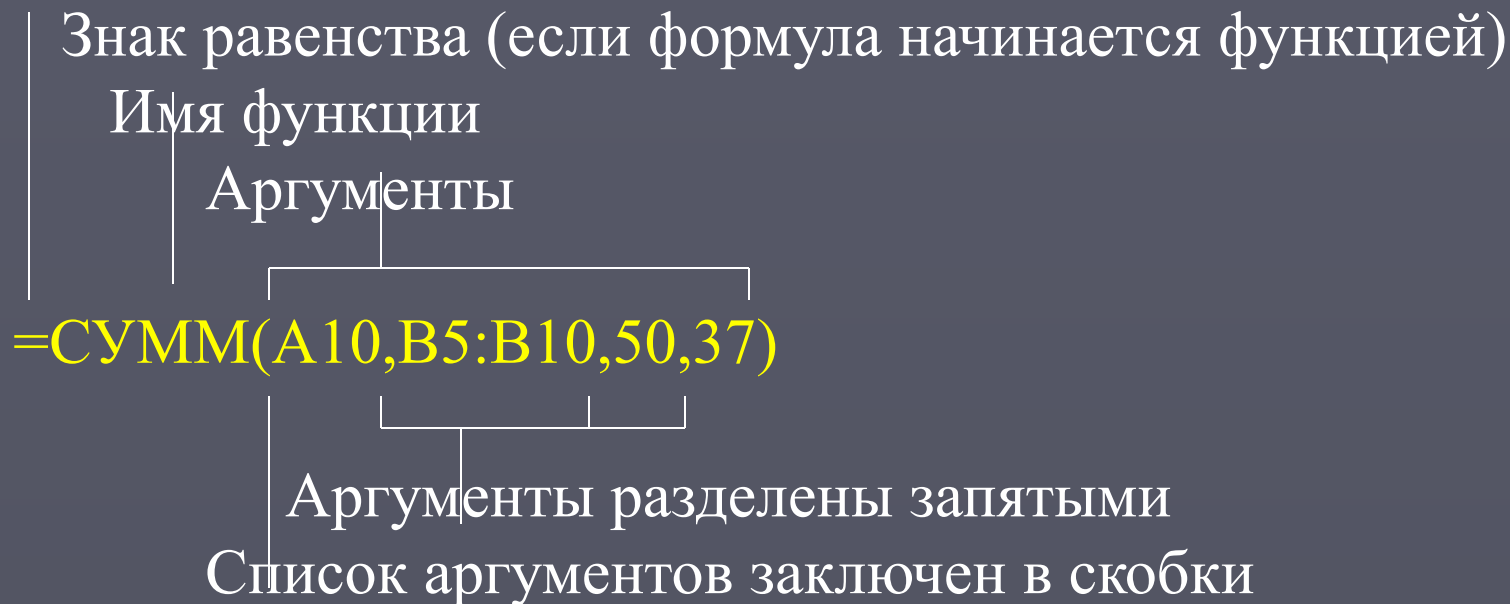 Знак равенства (если формула начинается функцией)
Имя функции
Аргументы
=СУММ(A10,B5:B10,50,37)
Аргументы разделены запятыми
Список аргументов заключен в скобки